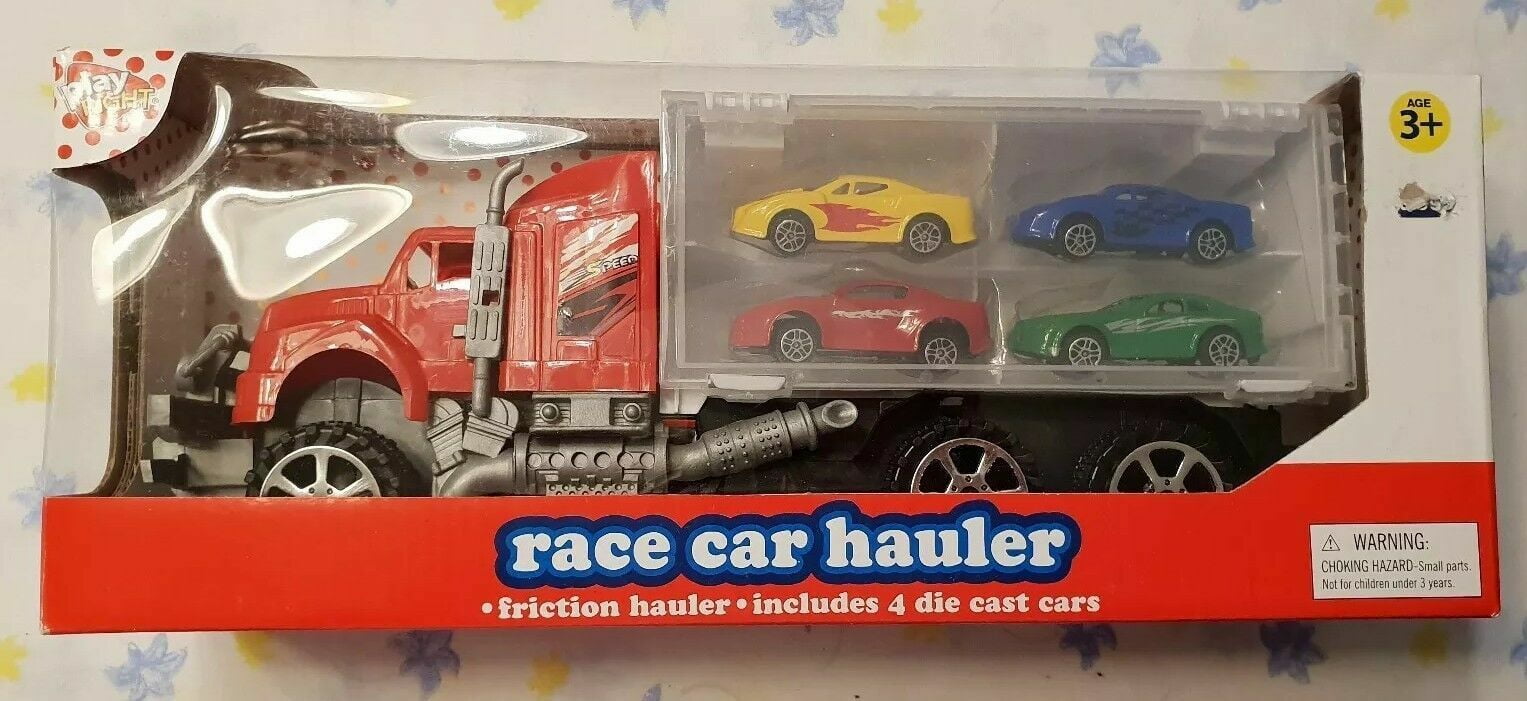 Play
RIGHT
AGE
3+
SPEED
race car hauler
• friction hauler • includes 4 die cast cars
⚠ WARNING:
CHOKING HAZARD-Small parts.
Not for children under 3 years.